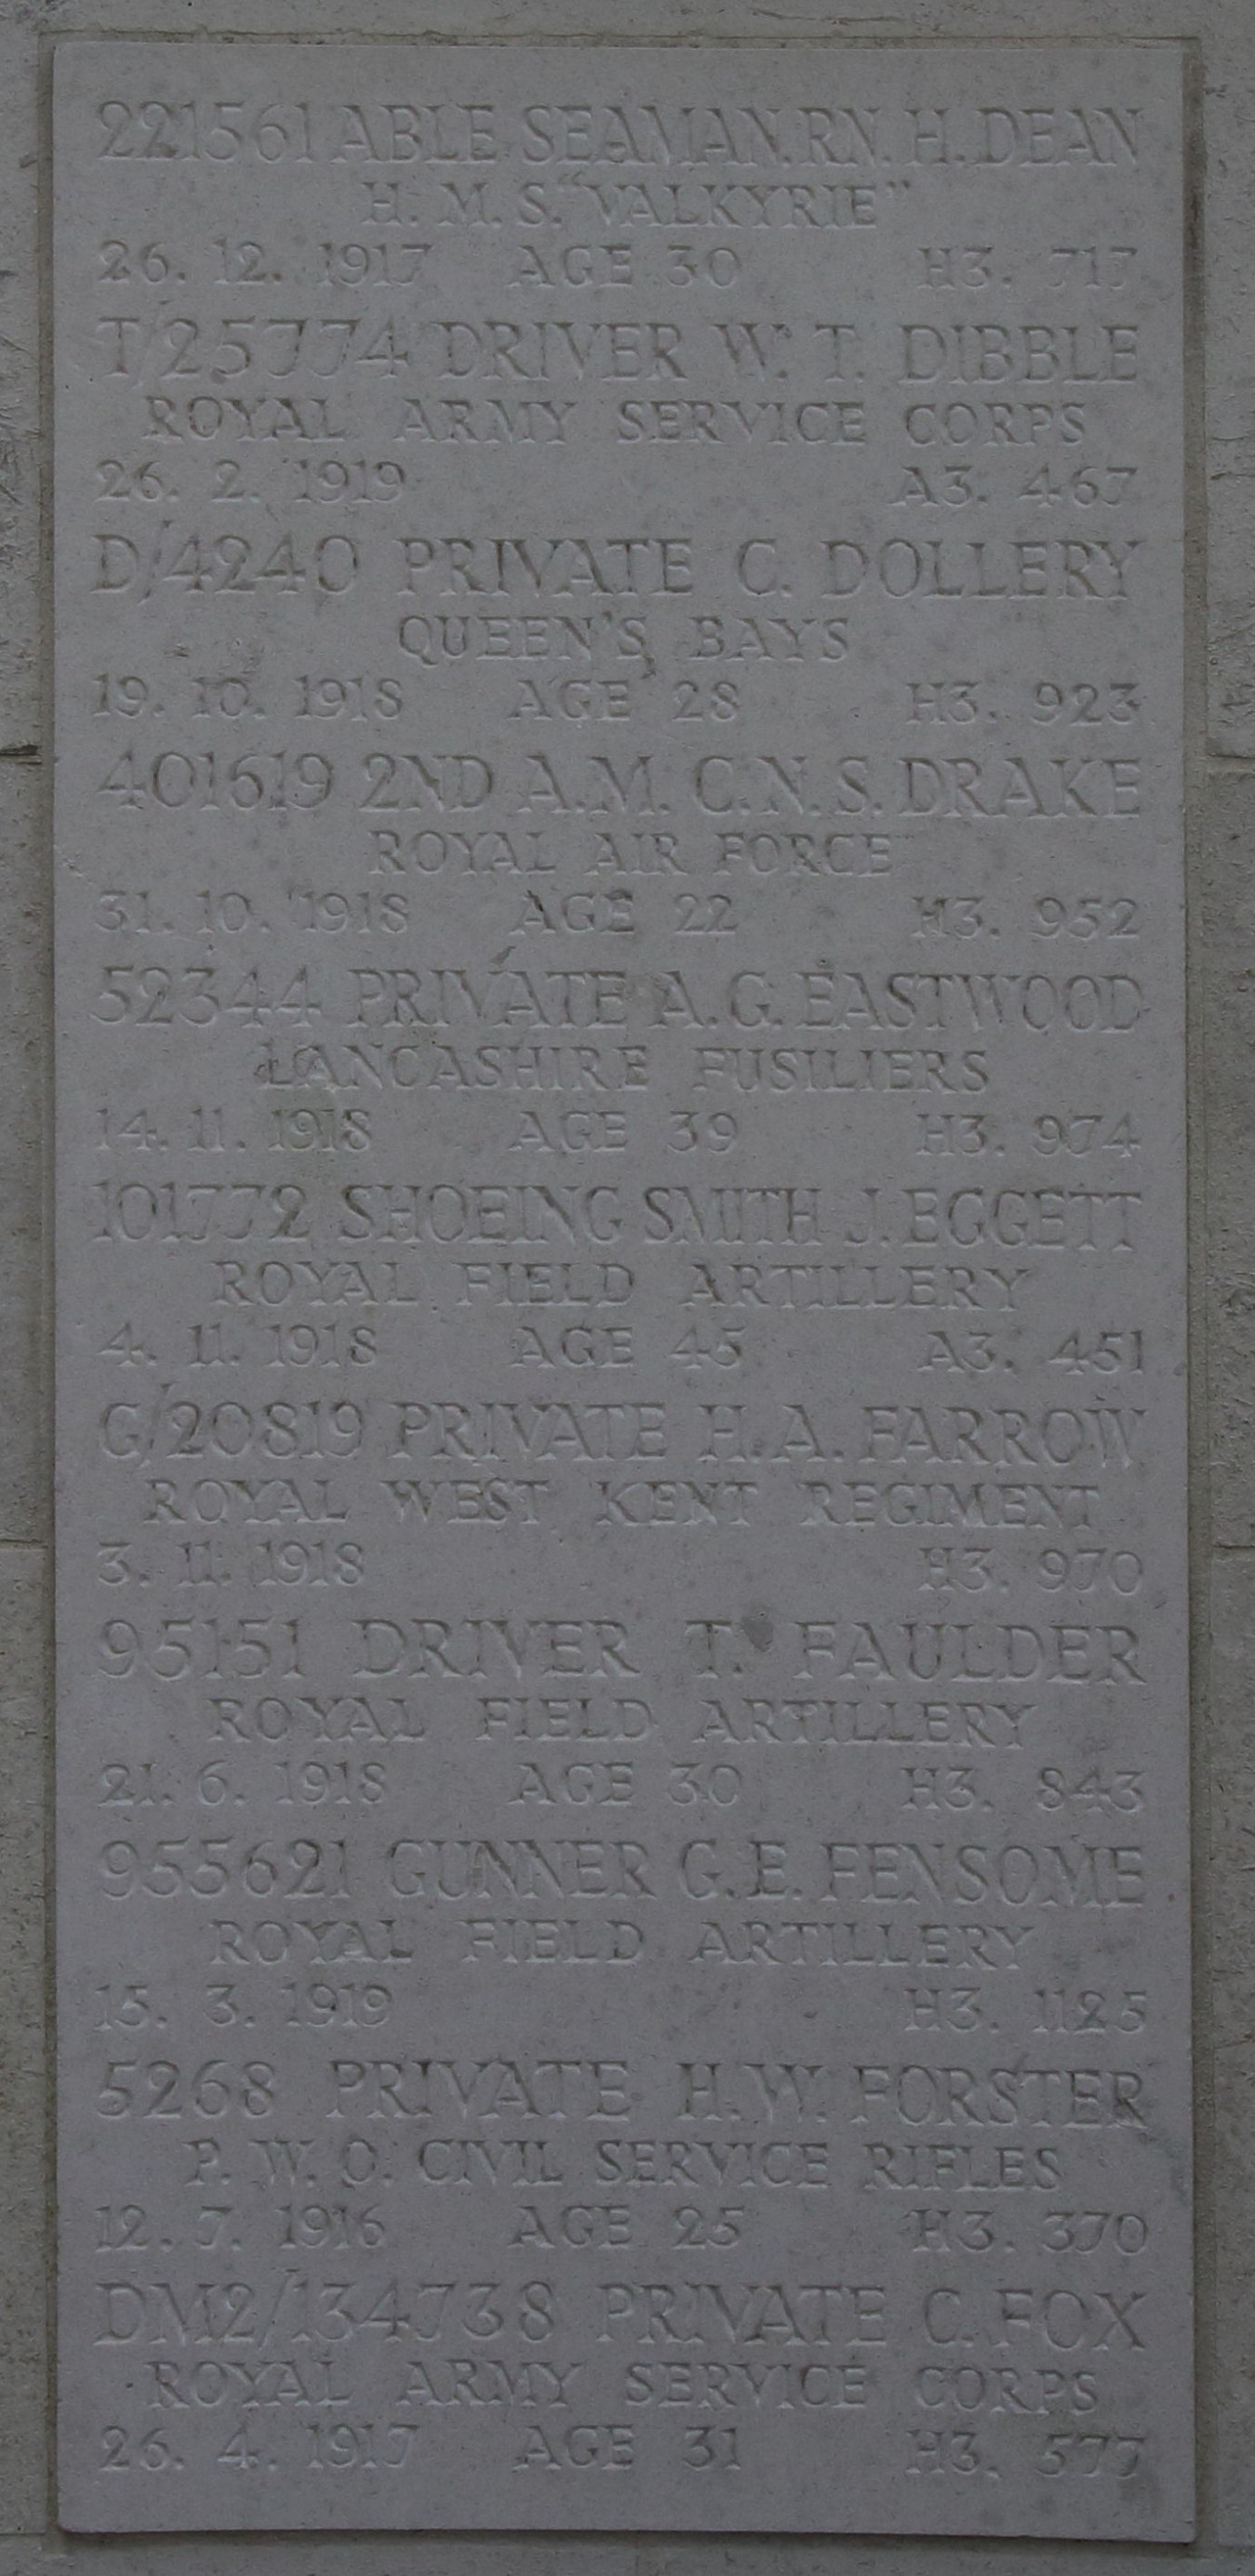 221561 ABLE SEAMAN. RN. H. DEAN
H. M. S. "VALKYRIE"
26. 12. 1917 AGE 30 H3. 717
T/25774 DRIVER W. T. DIBBLE
ROYAL ARMY SERVICE CORPS
26. 2. 1919 A3. 467
D/4240 PRIVATE C. DOLLERY
QUEEN'S BAYS
19. 10. 1918 AGE 28 H3. 923
401619 2ND A.M. C.N.S. DRAKE
ROYAL AIR FORCE
31. 10. 1918 AGE 22 H3. 952
52344 PRIVATE A.G. EASTWOOD
LANCASHIRE FUSILIERS
14. 11. 1918 AGE 39 H3. 974
101772 SHOEING SMITH J. EGGETT
ROYAL FIELD ARTILLERY
4. 11. 1918 AGE 45 A3. 451
G/20819 PRIVATE H.A. FARROW
ROYAL WEST KENT REGIMENT
3. 11. 1918 H3. 970
95151 DRIVER T. FAULDER
ROYAL FIELD ARTILLERY
21. 6. 1918 AGE 30 H3. 843
955621 GUNNER G.E. FENSOME
ROYAL FIELD ARTILLERY
15. 3. 1919 H3. 1125
5268 PRIVATE H.W. FORSTER
P. W. O. CIVIL SERVICE RIFLES
12. 7. 1916 AGE 25 H3. 370
DM2/134738 PRIVATE C. FOX
ROYAL ARMY SERVICE CORPS
26. 4. 1917 AGE 31 H3. 577